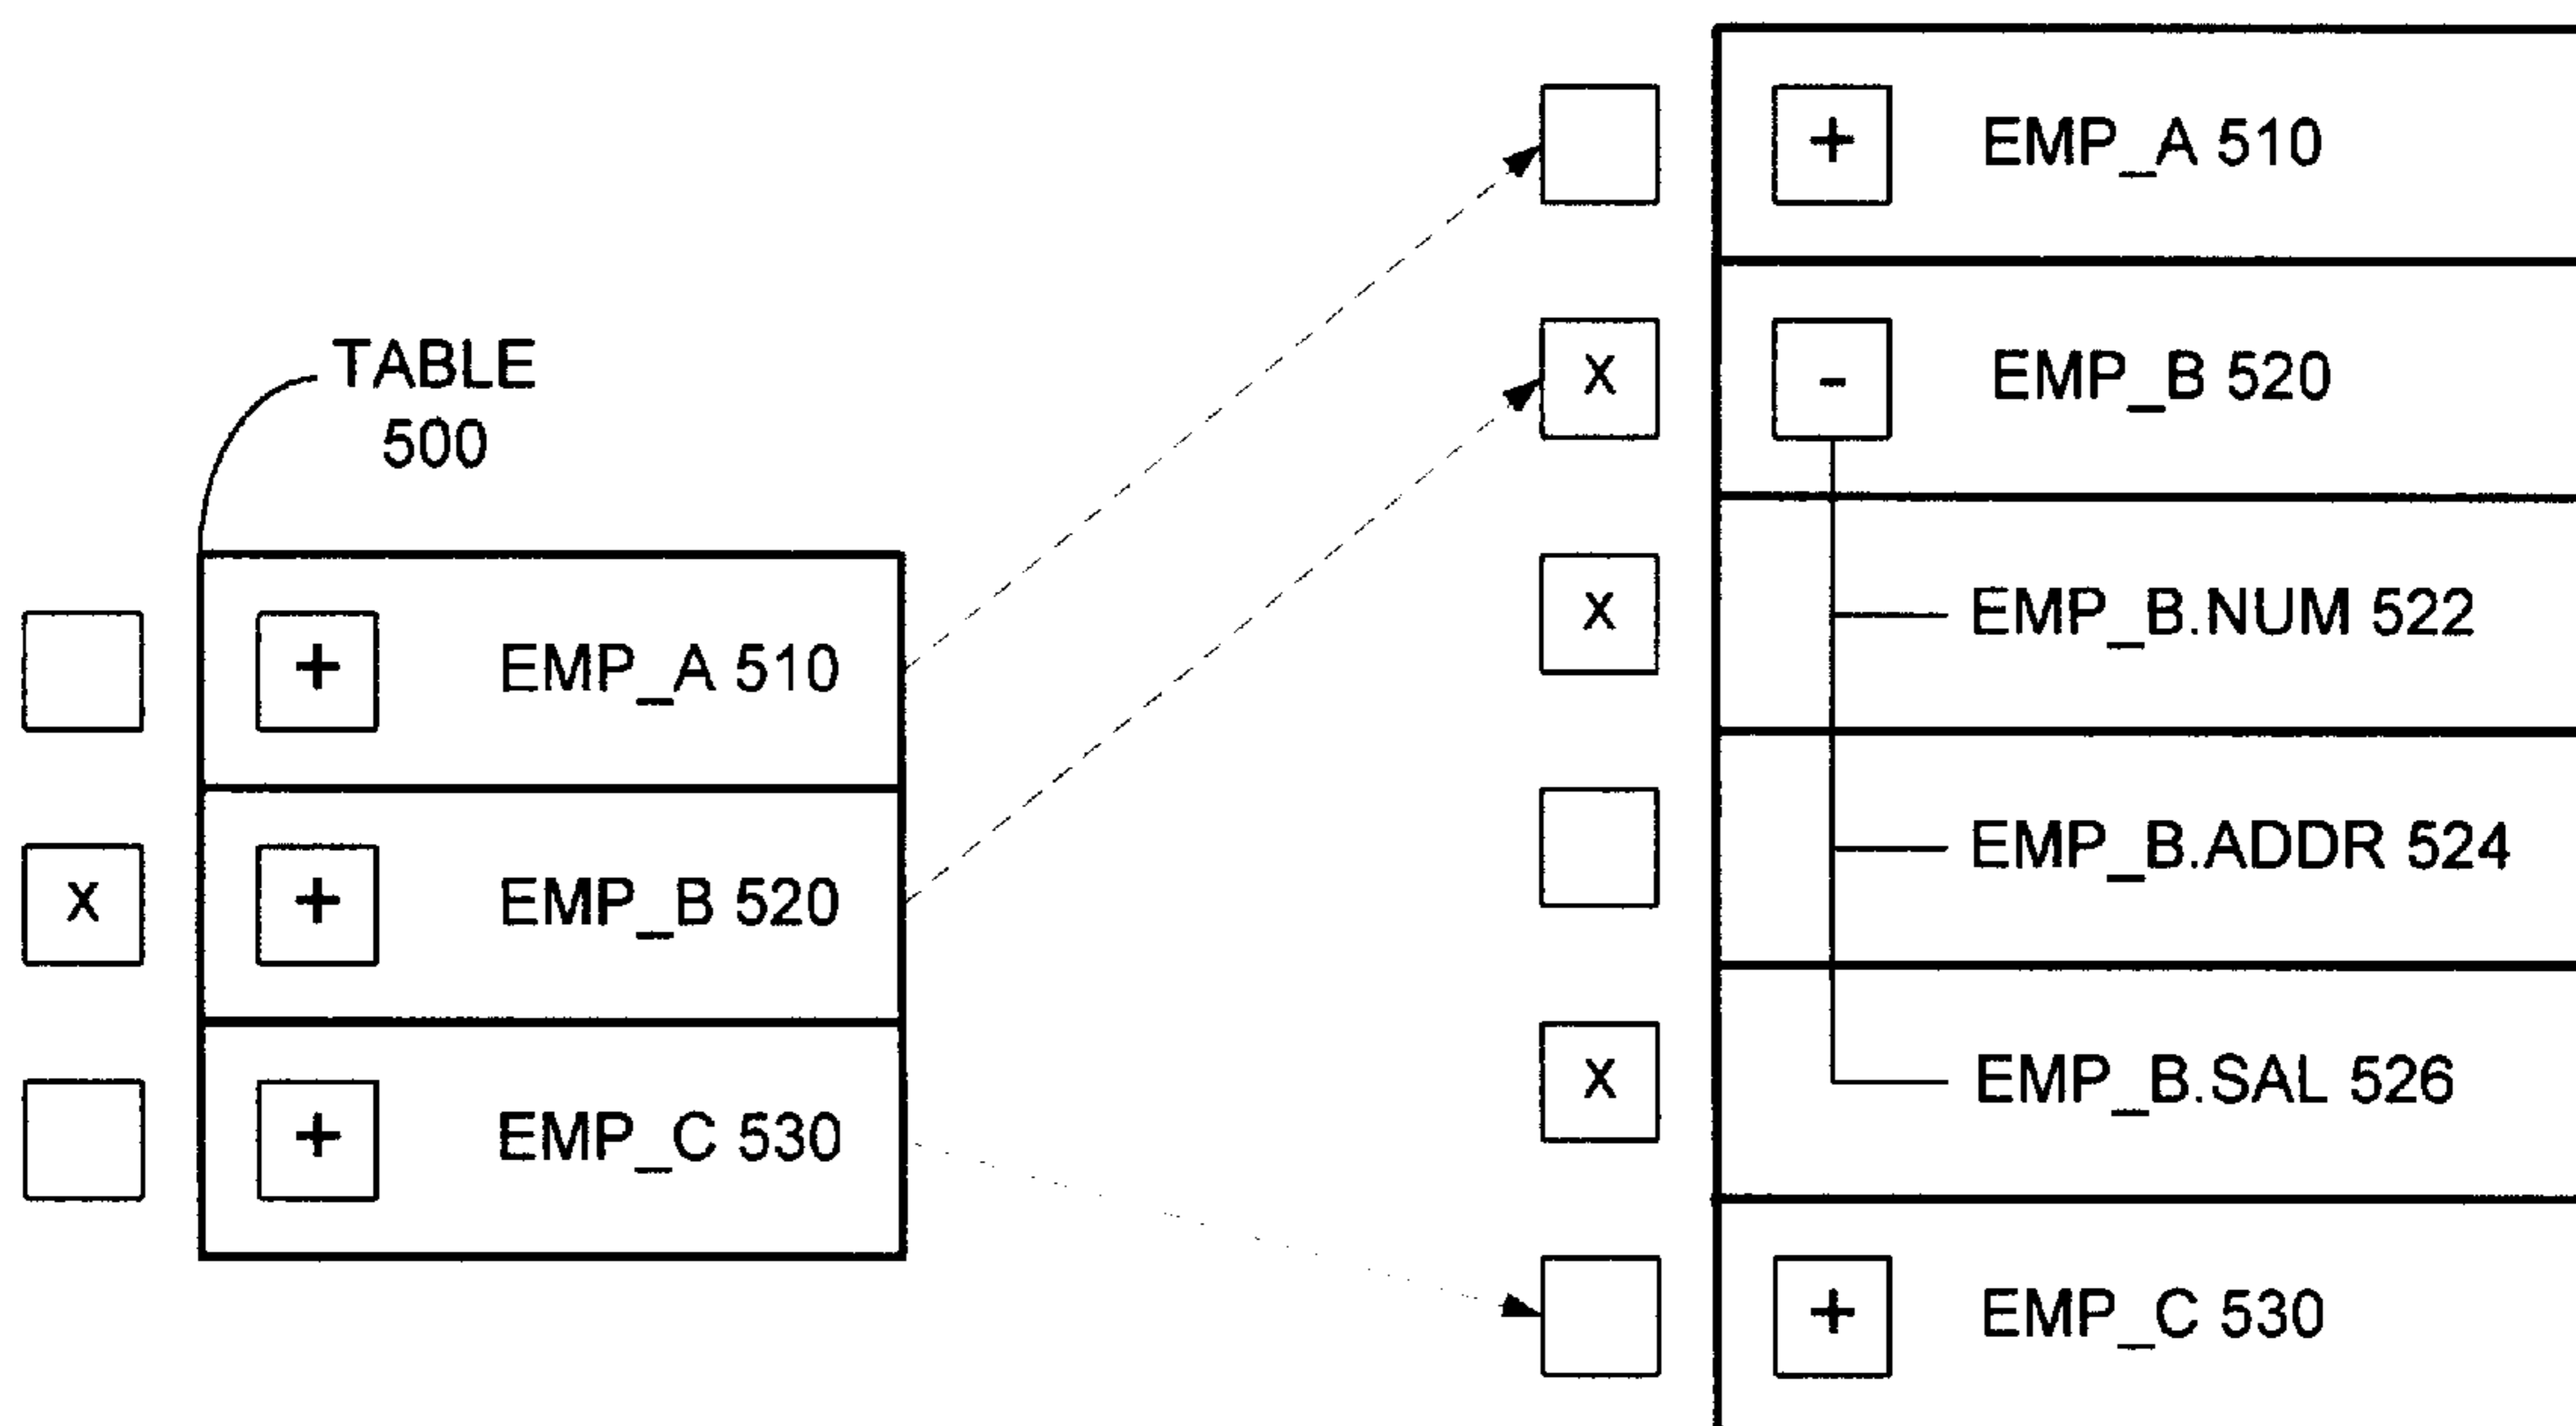 TABLE
500
+ EMP_A 510
X + EMP_B 520
+ EMP_C 530
+ EMP_A 510
X - EMP_B 520
X EMP_B.NUM 522
EMP_B.ADDR 524
X EMP_B.SAL 526
+ EMP_C 530